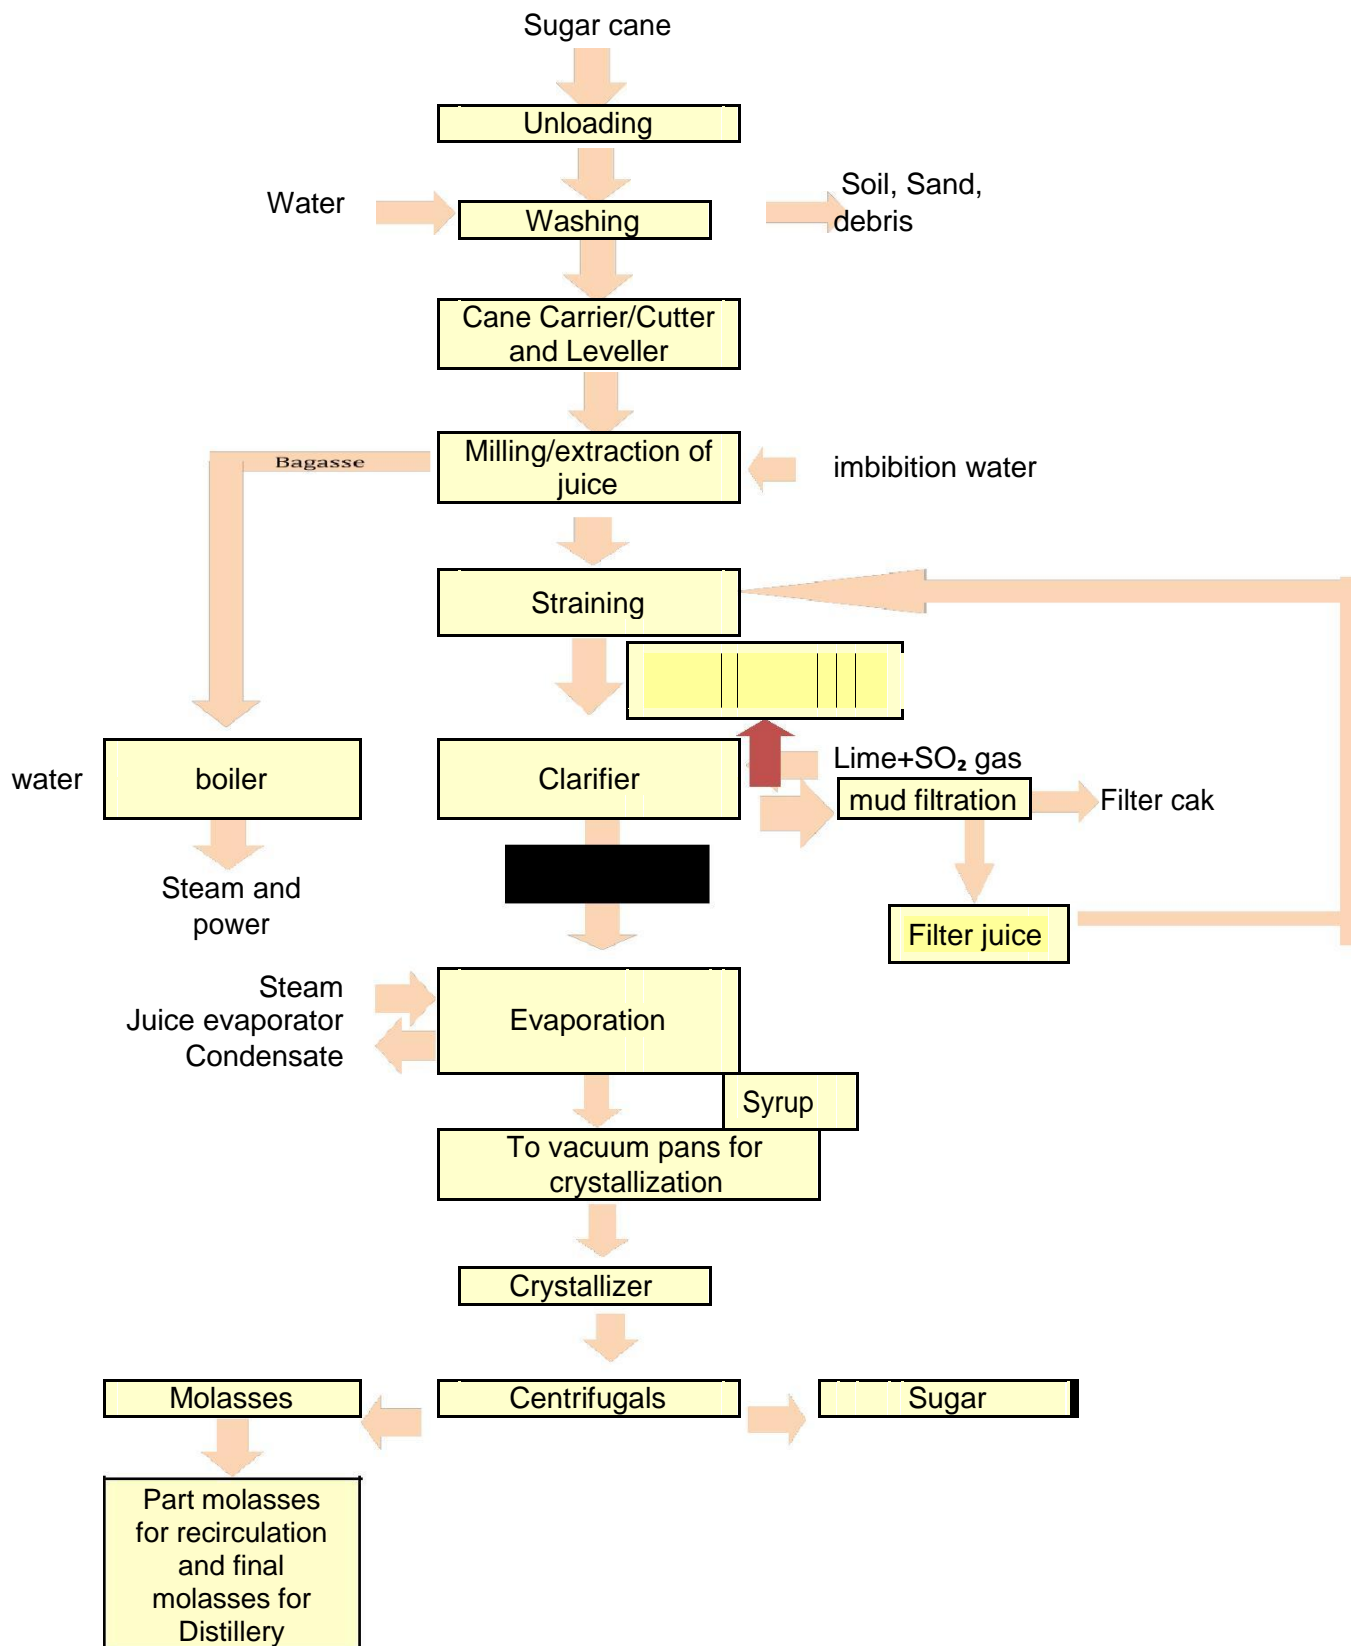 Sugar cane
Unloading
Water
Washing
Soil, Sand,
debris
Cane Carrier/Cutter
and Leveller
Bagasse
Milling/extraction of
juice
imbibition water
Straining
water
boiler
Clarifier
Lime+SO₂ gas
mud filtration
Filter cak
Steam and
power
Filter juice
Steam
Juice evaporator
Condensate
Evaporation
Syrup
To vacuum pans for
crystallization
Crystallizer
Molasses
Centrifugals
Sugar
Part molasses
for recirculation
and final
molasses for
Distillery